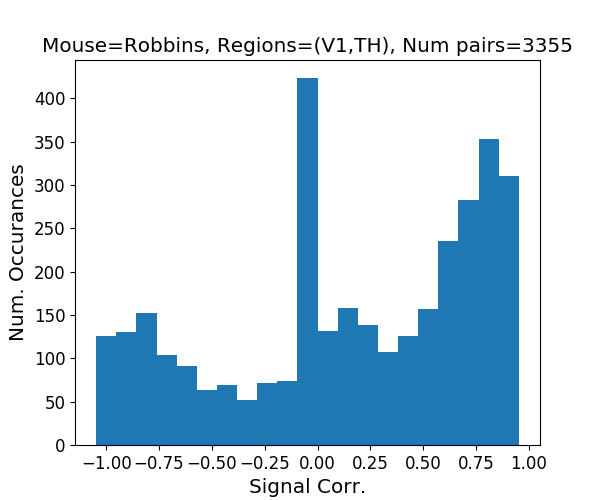 Mouse=Robbins, Regions=(V1,TH), Num pairs=3355
Num. Occurances
400
350
300
250
200
150
100
50
0
−1.00 −0.75 −0.50 −0.25 0.00 0.25 0.50 0.75 1.00
Signal Corr.